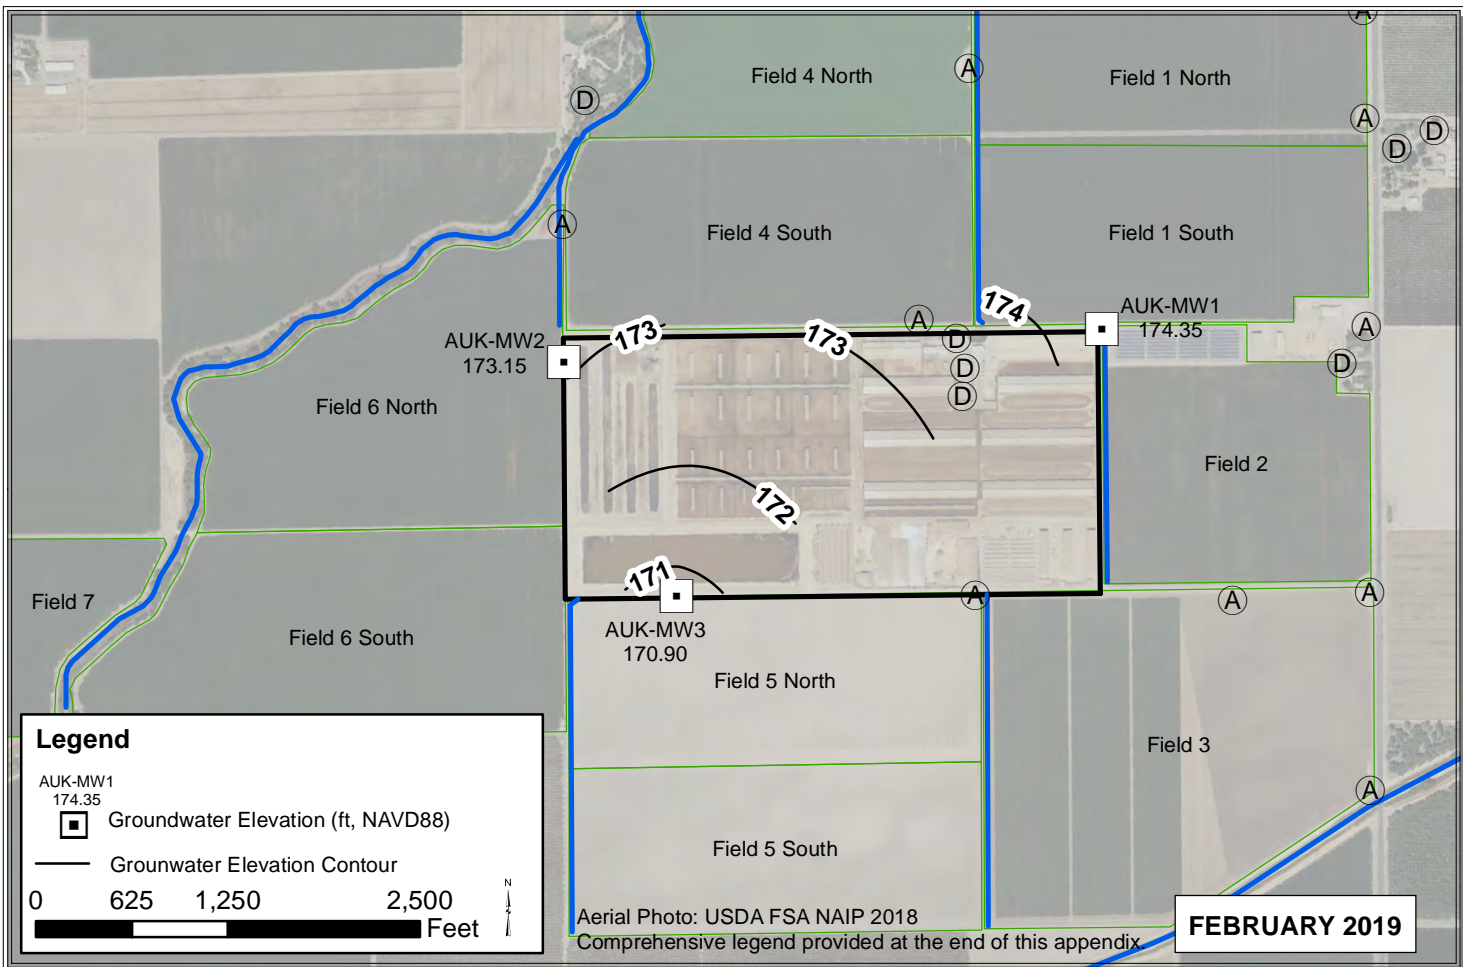 A
Field 4 North
A
Field 1 North
D
A
D
D
A
Field 4 South
Field 1 South
174
AUK-MW1
174.35
A
173
173
AUK-MW2
173.15
D
D
D
A
D
Field 6 North
Field 2
172
171
AUK-MW3
170.90
A
A
A
Field 7
Field 6 South
Field 5 North
Field 3
A
Field 5 South
Legend
AUK-MW1
174.35
Groundwater Elevation (ft, NAVD88)
Grounwater Elevation Contour
0 625 1,250 2,500
Feet
N
Aerial Photo: USDA FSA NAIP 2018
Comprehensive legend provided at the end of this appendix.
FEBRUARY 2019